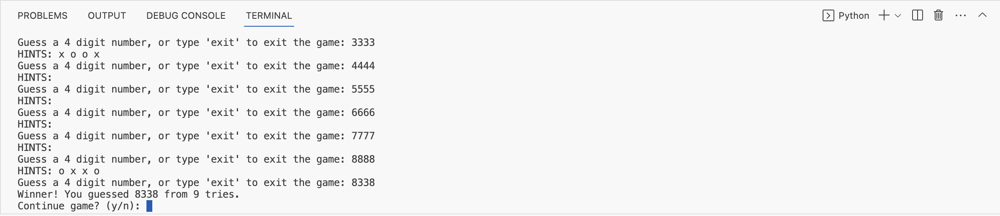 PROBLEMS OUTPUT DEBUG CONSOLE TERMINAL Python
Guess a 4 digit number, or type 'exit' to exit the game: 3333
HINTS: x o o x
Guess a 4 digit number, or type 'exit' to exit the game: 4444
HINTS:
Guess a 4 digit number, or type 'exit' to exit the game: 5555
HINTS:
Guess a 4 digit number, or type 'exit' to exit the game: 6666
HINTS:
Guess a 4 digit number, or type 'exit' to exit the game: 7777
HINTS:
Guess a 4 digit number, or type 'exit' to exit the game: 8888
HINTS: o x x o
Guess a 4 digit number, or type 'exit' to exit the game: 8338
Winner! You guessed 8338 from 9 tries.
Continue game? (y/n):